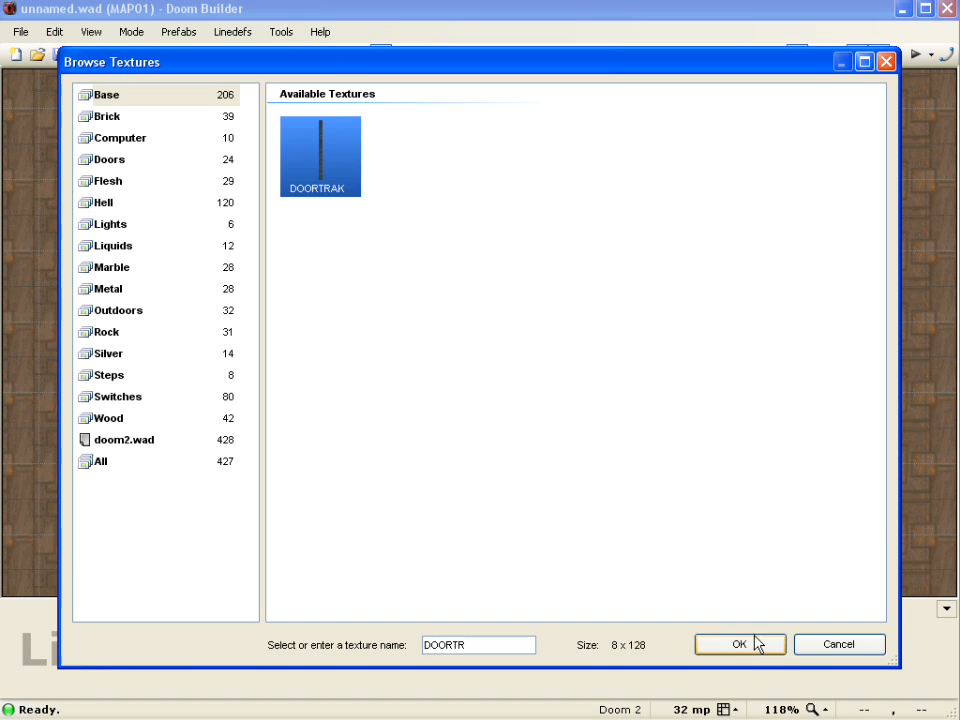 unnamed.wad (MAP01) - Doom Builder
File Edit View Mode Prefabs Linedefs Tools Help
Browse Textures
Base 206
Brick 39
Computer 10
Doors 24
Flesh 29
Hell 120
Lights 6
Liquids 12
Marble 28
Metal 28
Outdoors 32
Rock 31
Silver 14
Steps 8
Switches 80
Wood 42
doom2.wad 428
All 427
Available Textures
DOORTRAK
Select or enter a texture name: DOORTR Size: 8 x 128 OK Cancel
Li
Ready. Doom 2 32 mp 118% -- , --